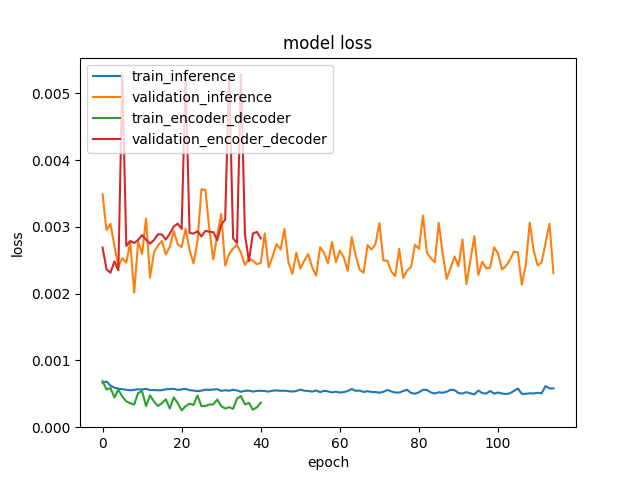 model loss
train_inference
validation_inference
train_encoder_decoder
validation_encoder_decoder
0.005
0.004
0.003
0.002
0.001
0.000
loss
0 20 40 60 80 100
epoch